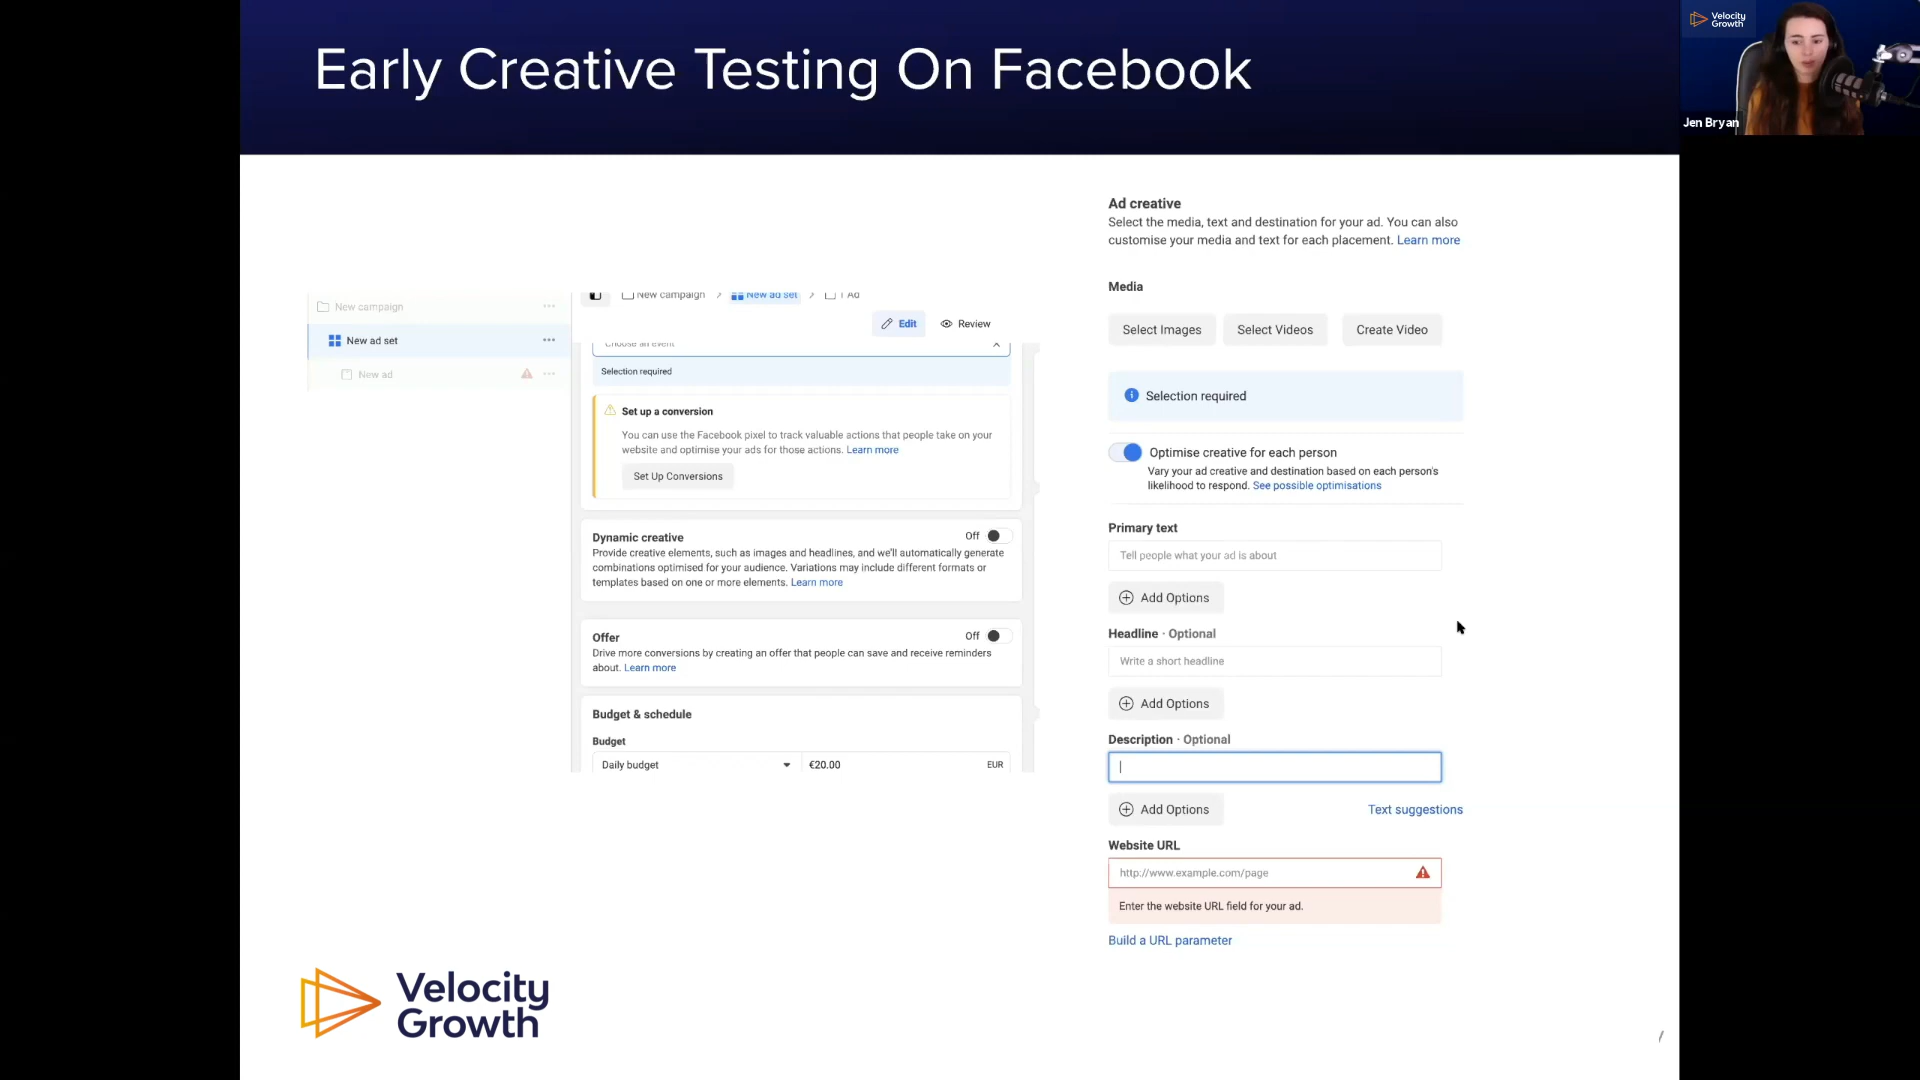 Early Creative Testing On Facebook
Velocity
Growth
Jen Bryan
New campaign
New ad set
New ad
New campaign
New ad set
1 Ad
Edit
Review
Choose an event
Selection required
Set up a conversion
You can use the Facebook pixel to track valuable actions that people take on your
website and optimise your ads for those actions. Learn more
Set Up Conversions
Dynamic creative
Off
Provide creative elements, such as images and headlines, and we'll automatically generate
combinations optimised for your audience. Variations may include different formats or
templates based on one or more elements. Learn more
Offer
Off
Drive more conversions by creating an offer that people can save and receive reminders
about. Learn more
Budget & schedule
Budget
Daily budget
€20.00
EUR
Ad creative
Select the media, text and destination for your ad. You can also
customise your media and text for each placement. Learn more
Media
Select Images
Select Videos
Create Video
Selection required
Optimise creative for each person
Vary your ad creative and destination based on each person's
likelihood to respond. See possible optimisations
Primary text
Tell people what your ad is about
Add Options
Headline · Optional
Write a short headline
Add Options
Description · Optional
Add Options
Text suggestions
Website URL
http://www.example.com/page
Enter the website URL field for your ad.
Build a URL parameter
Velocity
Growth